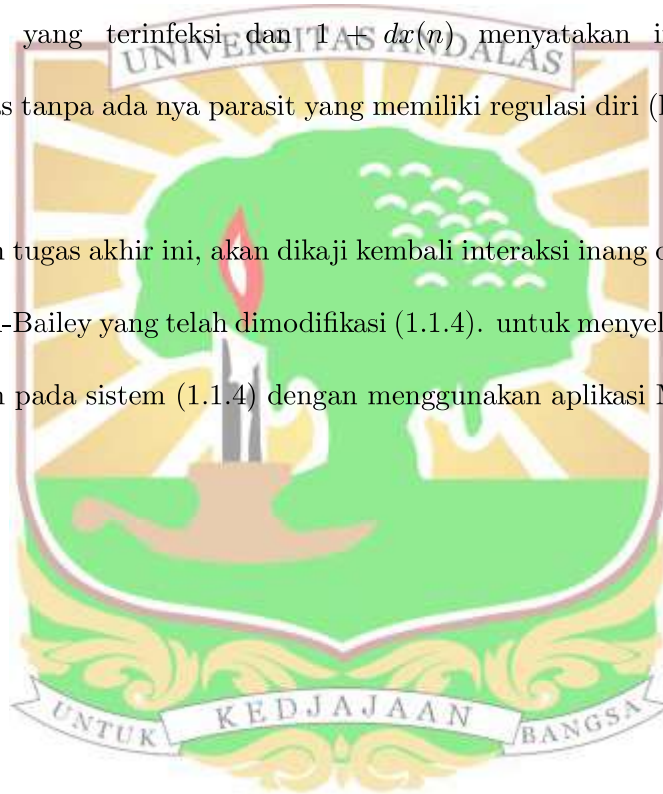 yang terinfeksi dan 1 + dx(n) menyatakan
UNIVERSITAS ANDALAS
tanpa ada nya parasit yang memiliki regulasi diri
tugas akhir ini, akan dikaji kembali interaksi inang
-Bailey yang telah dimodifikasi (1.1.4). untuk
pada sistem (1.1.4) dengan menggunakan aplikasi
UNTUK KEDJAJAAN BANGSA